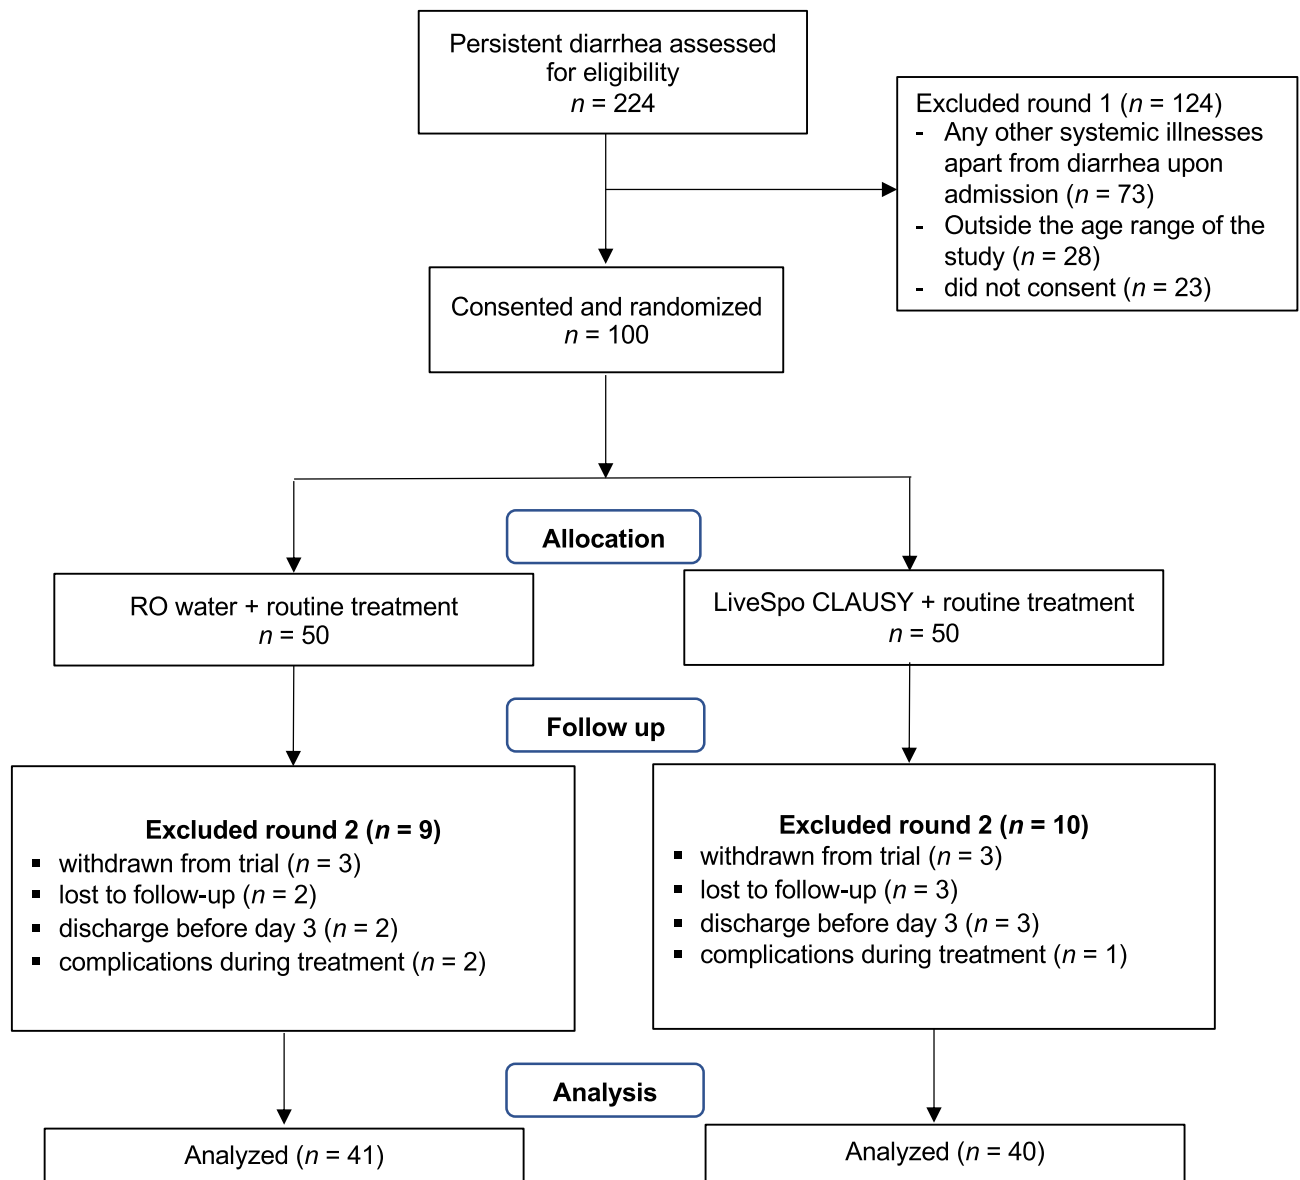 Persistent diarrhea assessed
for eligibility
n = 224
Excluded round 1 (n = 124)
- Any other systemic illnesses
apart from diarrhea upon
admission (n = 73)
- Outside the age range of the
study (n = 28)
- did not consent (n = 23)
Consented and randomized
n = 100
Allocation
RO water + routine treatment
n = 50
LiveSpo CLAUSY + routine treatment
n = 50
Follow up
Excluded round 2 (n = 9)
▪ withdrawn from trial (n = 3)
▪ lost to follow-up (n = 2)
▪ discharge before day 3 (n = 2)
▪ complications during treatment (n = 2)
Excluded round 2 (n = 10)
▪ withdrawn from trial (n = 3)
▪ lost to follow-up (n = 3)
▪ discharge before day 3 (n = 3)
▪ complications during treatment (n = 1)
Analysis
Analyzed (n = 41)
Analyzed (n = 40)